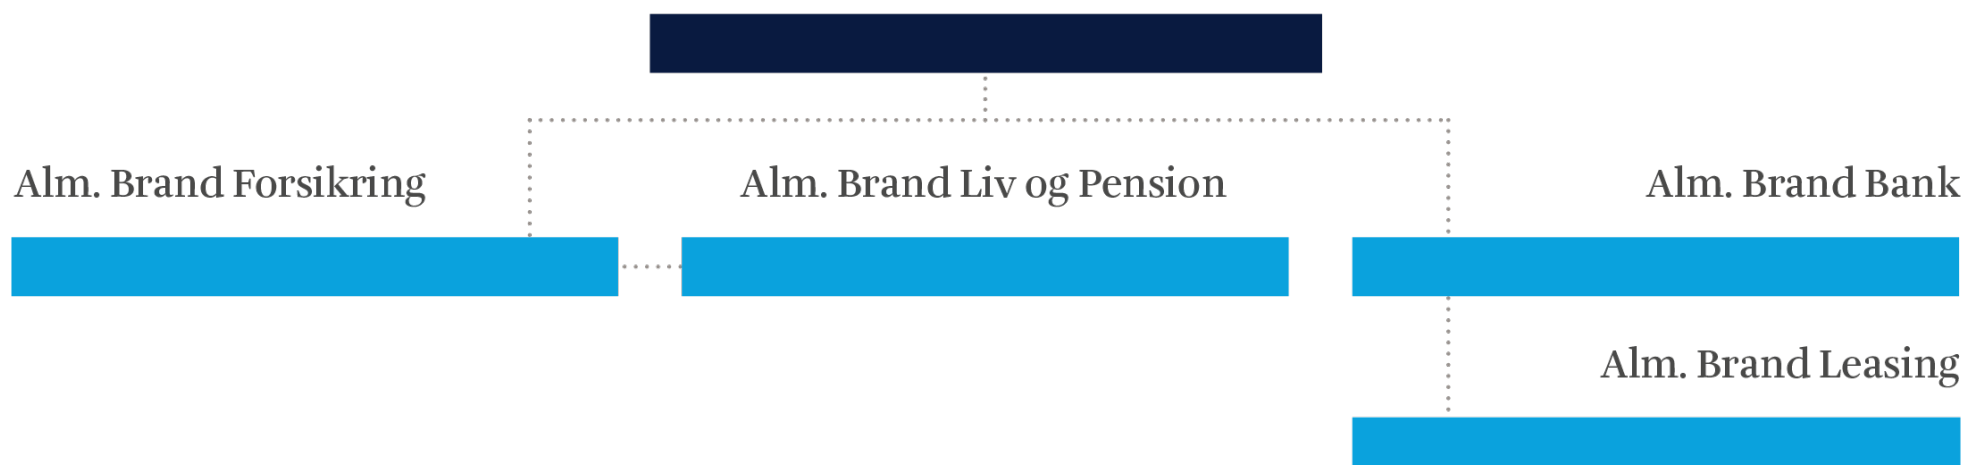 Alm. Brand Forsikring
Alm. Brand Liv og Pension
Alm. Brand Bank
Alm. Brand Leasing